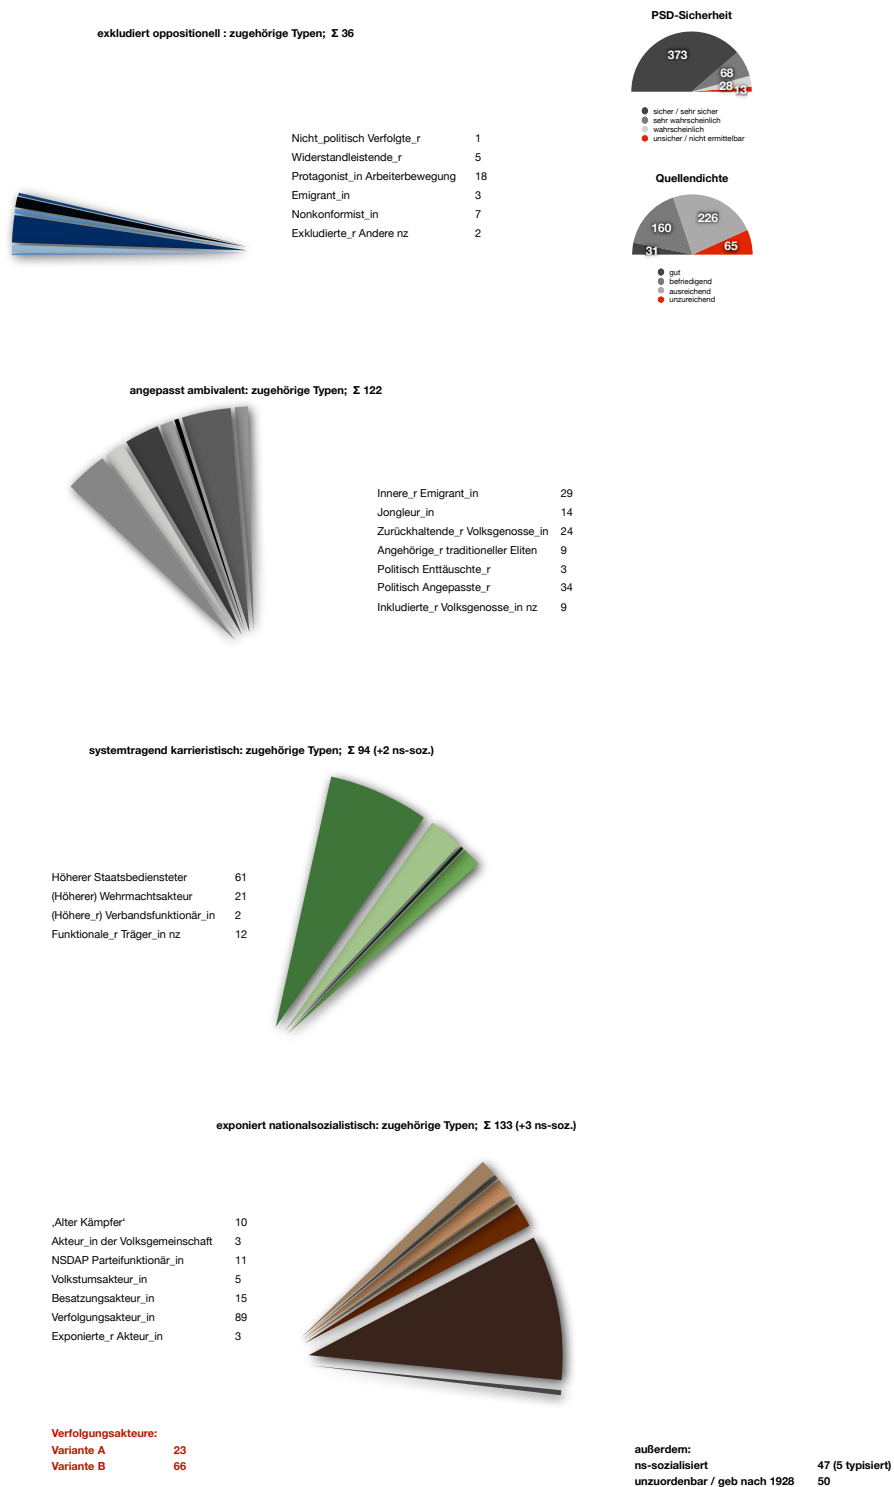 exkludiert oppositionell : zugehörige Typen;  Σ 36
Nicht_politisch Verfolgte_r 1
Widerstandleistende_r 5
Protagonist_in Arbeiterbewegung 18
Emigrant_in 3
Nonkonformist_in 7
Exkludierte_r Andere nz 2
PSD-Sicherheit
373
68
28
13
sicher / sehr sicher
sehr wahrscheinlich
wahrscheinlich
unsicher / nicht ermittelbar
Quellendichte
226
160
31
65
gut
befriedigend
ausreichend
unzureichend
angepasst ambivalent: zugehörige Typen;  Σ 122
Innere_r Emigrant_in 29
Jongleur_in 14
Zurückhaltende_r Volksgenosse_in 24
Angehörige_r traditioneller Eliten 9
Politisch Enttäuschte_r 3
Politisch Angepasste_r 34
Inkludierte_r Volksgenosse_in nz 9
systemtragend karrieristisch: zugehörige Typen;  Σ 94 (+2 ns-soz.)
Höherer Staatsbediensteter 61
(Höherer) Wehrmachtsakteur 21
(Höhere_r) Verbandsfunktionär_in 2
Funktionale_r Träger_in nz 12
exponiert nationalsozialistisch: zugehörige Typen;  Σ 133 (+3 ns-soz.)
‚Alter Kämpfer‘ 10
Akteur_in der Volksgemeinschaft 3
NSDAP Parteifunktionär_in 11
Volkstumsakteur_in 5
Besatzungsakteur_in 15
Verfolgungsakteur_in 89
Exponierte_r Akteur_in 3
Verfolgungsakteure:
Variante A 23
Variante B 66
außerdem:
ns-sozialisiert 47 (5 typisiert)
unzuordenbar / geb nach 1928 50